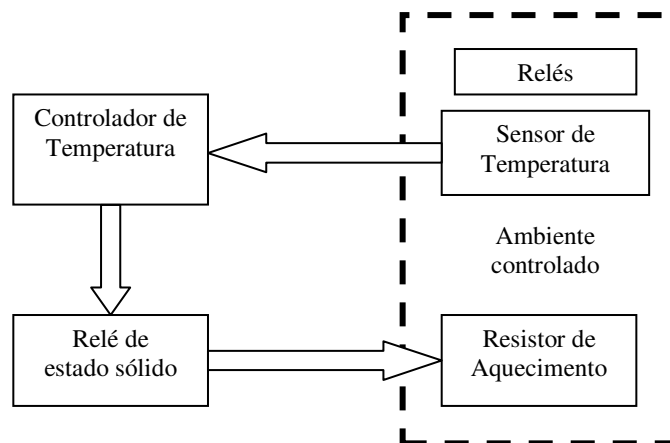 Relés
Controlador de
Temperatura
Sensor de
Temperatura
Ambiente
controlado
Relé de
estado sólido
Resistor de
Aquecimento